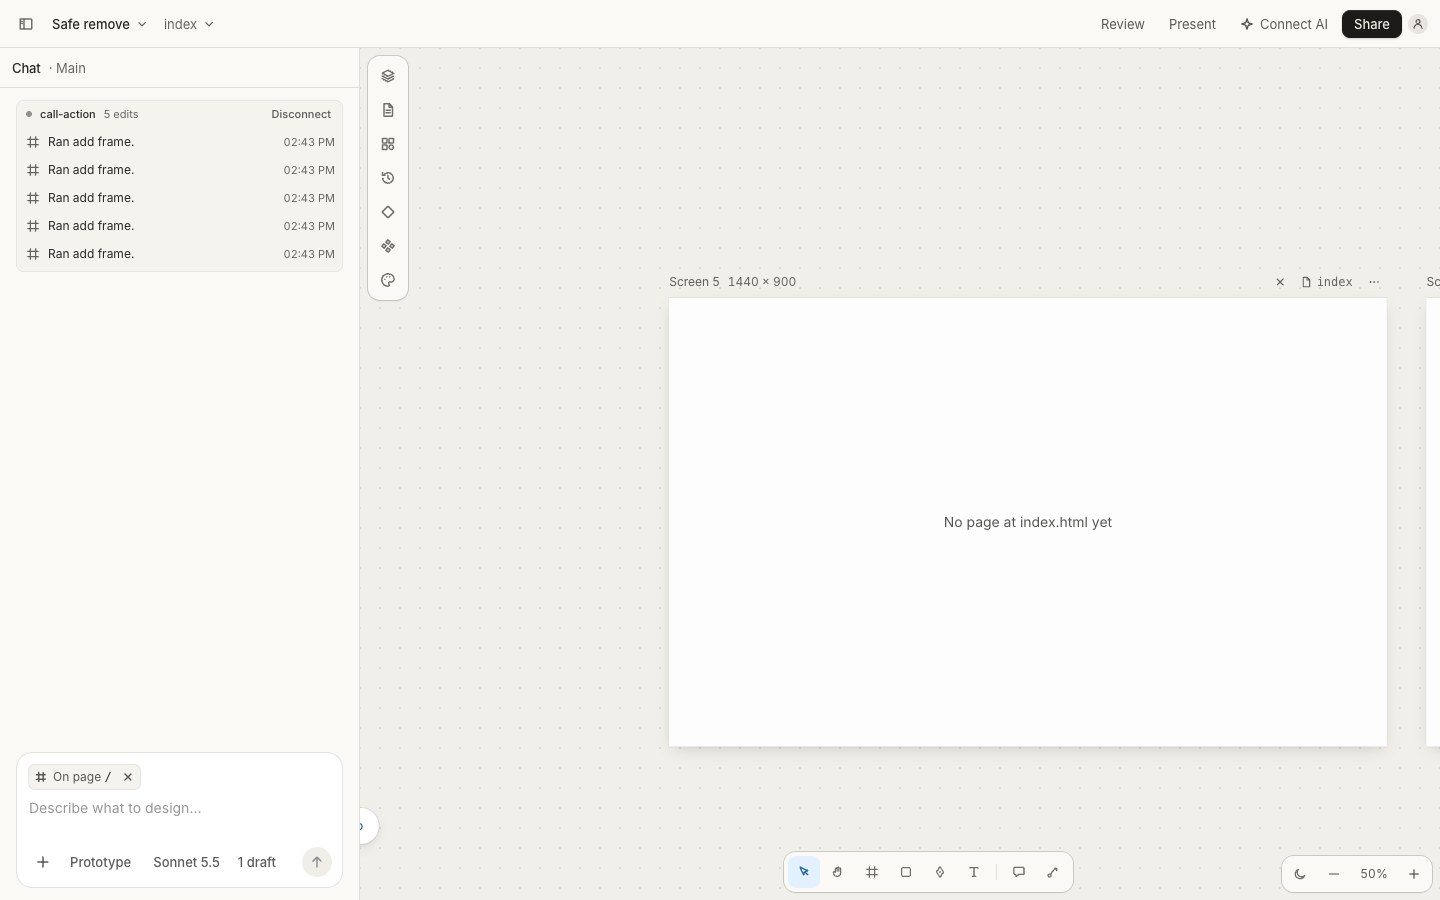 Safe remove
index
Review
Present
Connect AI
Share
Chat · Main
call-action 5 edits Disconnect
Ran add frame. 02:43 PM
Ran add frame. 02:43 PM
Ran add frame. 02:43 PM
Ran add frame. 02:43 PM
Ran add frame. 02:43 PM
Screen 5 1440 × 900
index
No page at index.html yet
On page /
Describe what to design...
Prototype
Sonnet 5.5
1 draft
50%